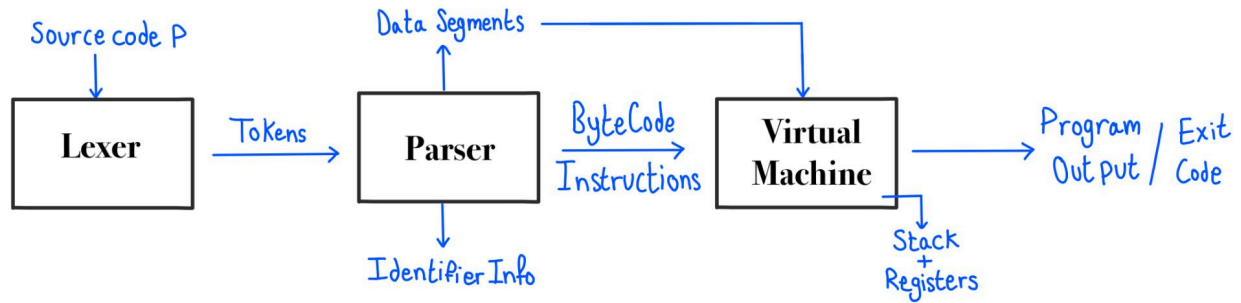 Source code P
Lexer
Tokens
Data Segments
Parser
Identifier Info
ByteCode
Instructions
Virtual
Machine
Stack
+
Registers
Program / Exit
Output / Code